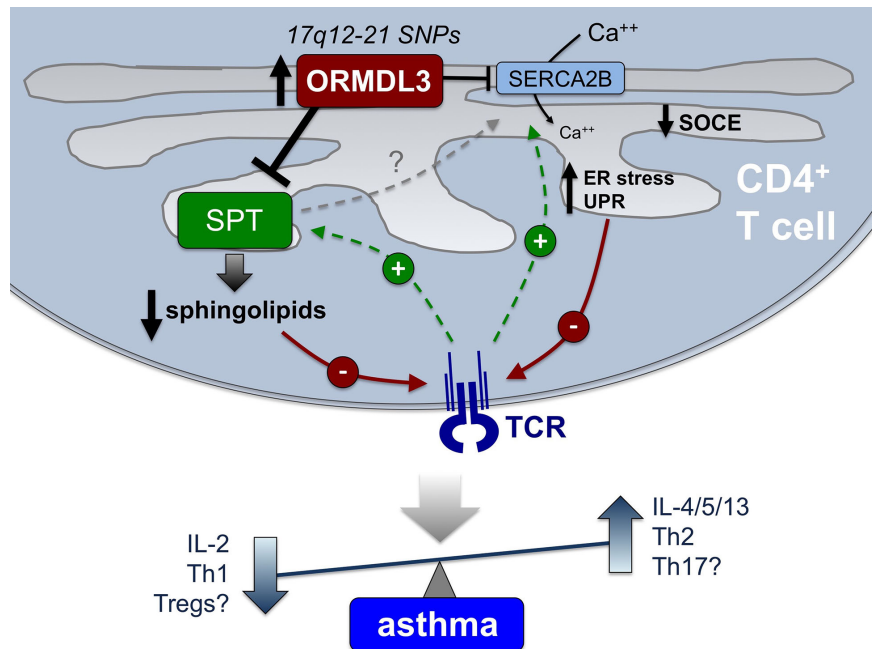 17q12-21 SNPs
ORMDL3
Ca++
SERCA2B
Ca++
SOCE
?
ER stress
UPR
CD4+
T cell
SPT
+
+
sphingolipids
-
-
TCR
IL-2
Th1
Tregs?
IL-4/5/13
Th2
Th17?
asthma